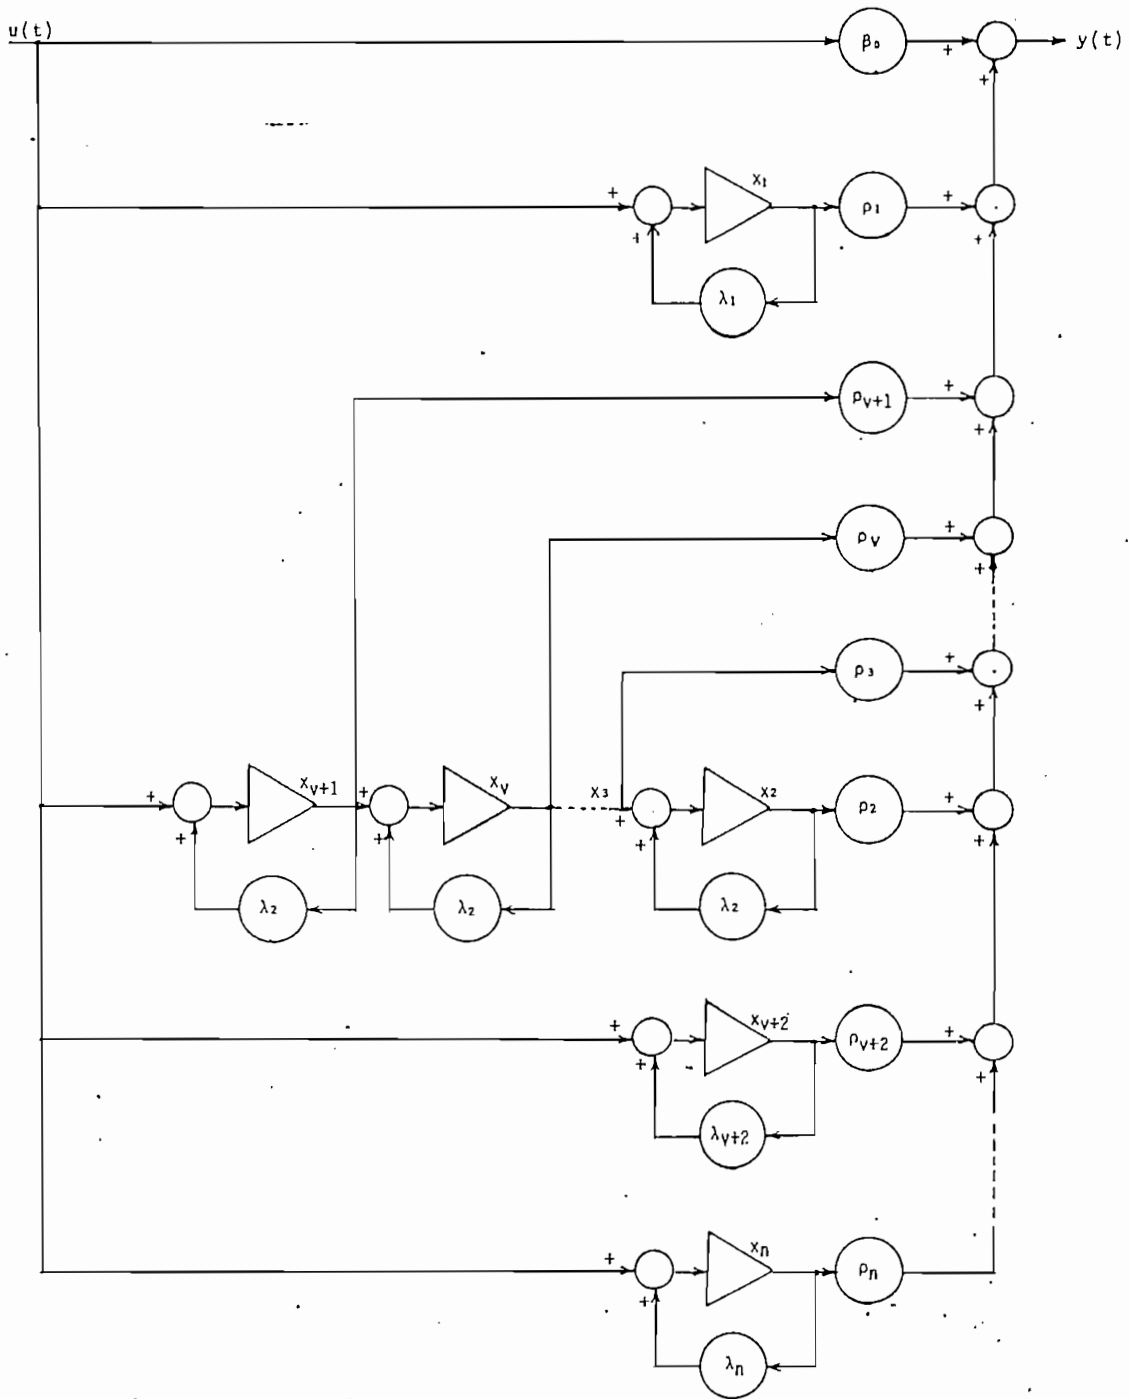 u(t) β₀ + y(t)
+
+ x₁ ρ₁ +
+ +
λ₁
ρᵥ₊₁ +
+
ρᵥ +
+
ρ₃ +
+
+ xᵥ₊₁ + xᵥ x₃ + x₂ ρ₂ +
+ + + +
λ₂ λ₂ λ₂
+ xᵥ₊₂ ρᵥ₊₂ +
+ +
λᵥ₊₂
+ xₙ ρₙ
+
λₙ